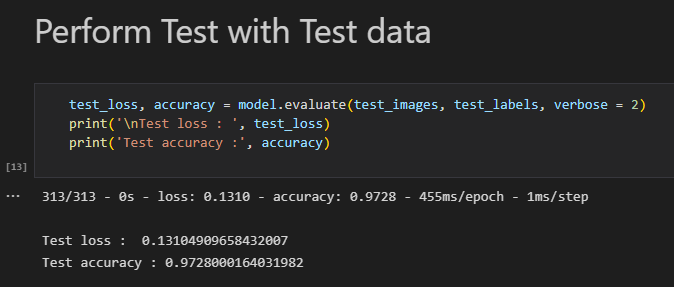 Perform Test with Test data
test_loss, accuracy = model.evaluate(test_images, test_labels, verbose = 2)
print('\nTest loss : ', test_loss)
print('Test accuracy :', accuracy)
[13]
... 313/313 - 0s - loss: 0.1310 - accuracy: 0.9728 - 455ms/epoch - 1ms/step
Test loss :  0.13104909658432007
Test accuracy : 0.9728000164031982